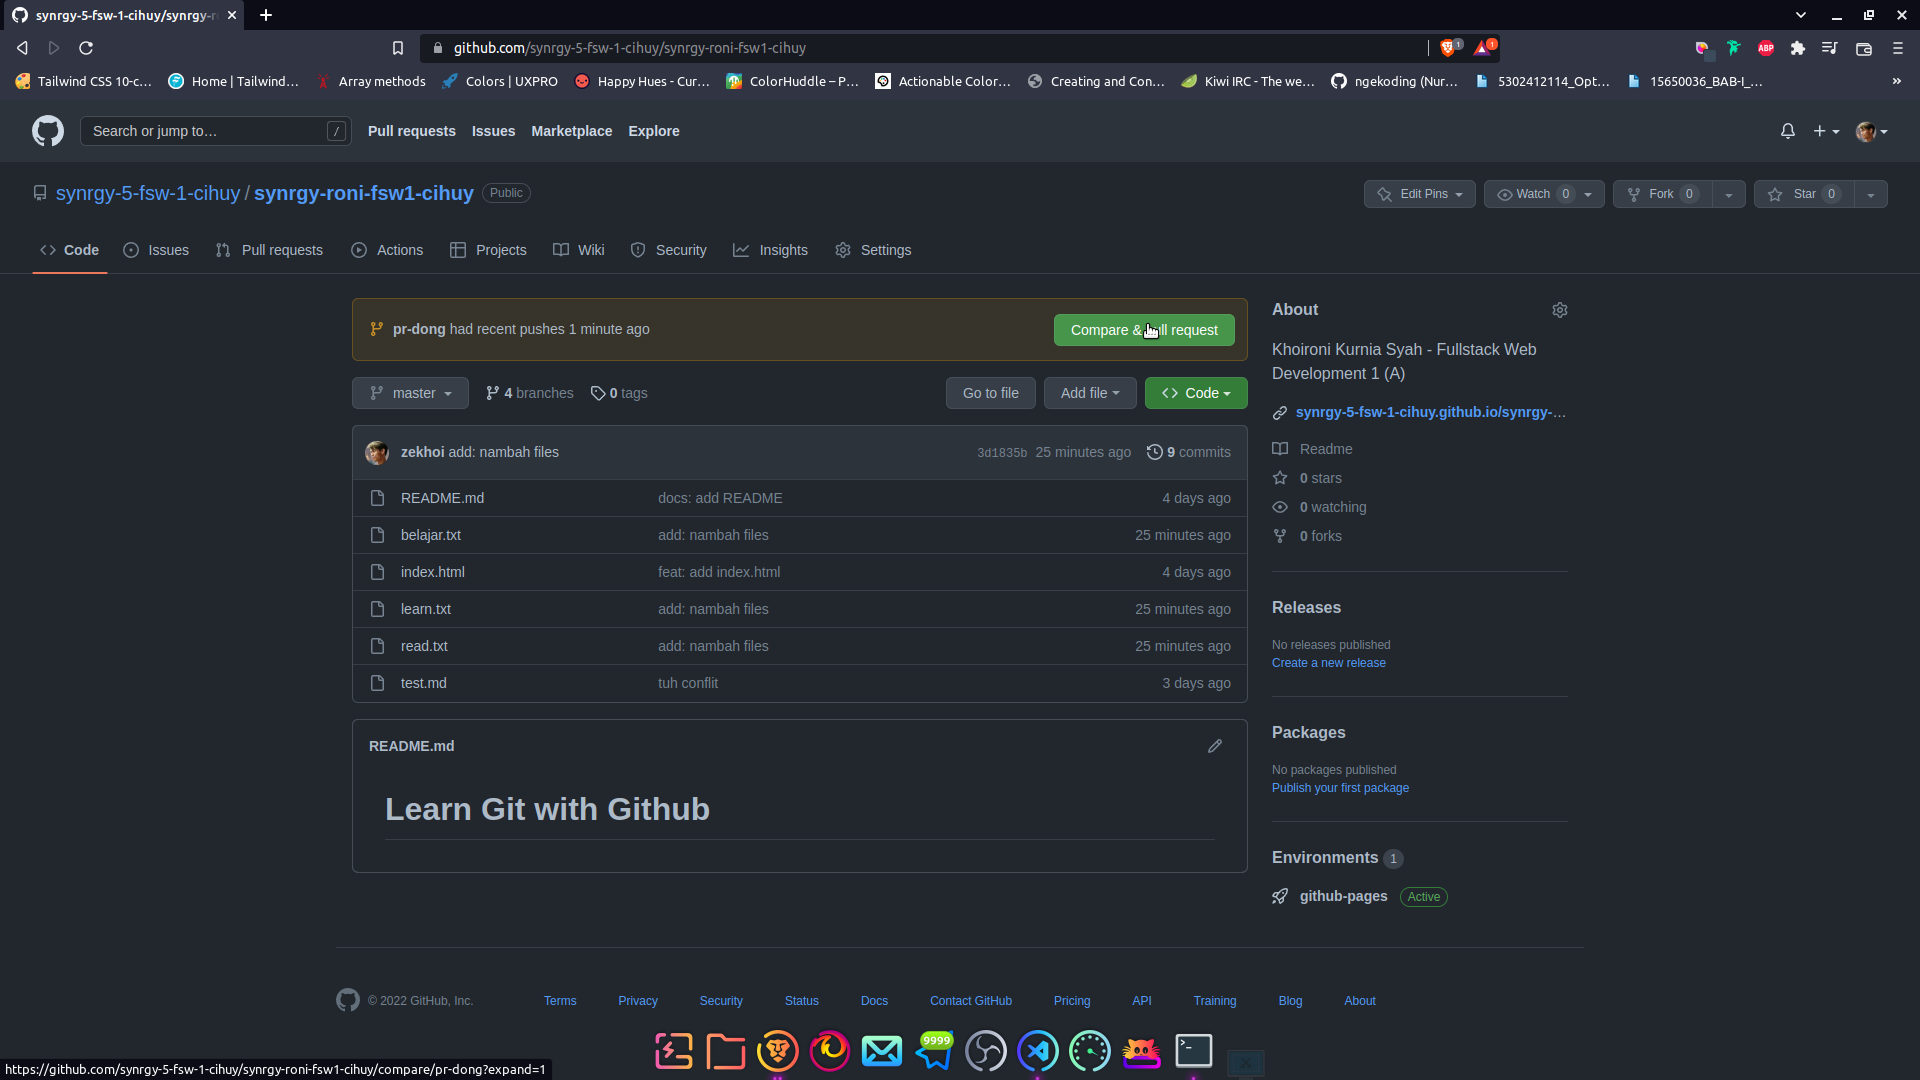 synrgy-5-fsw-1-cihuy/synrgy-r
github.com/synrgy-5-fsw-1-cihuy/synrgy-roni-fsw1-cihuy
1
1
ABP
Tailwind CSS 10-c…
Home | Tailwind…
Array methods
Colors | UXPRO
Happy Hues - Cur…
ColorHuddle – P…
Actionable Color…
Creating and Con…
Kiwi IRC - The we…
ngekoding (Nur…
5302412114_Opt…
15650036_BAB-I_…
»
Search or jump to…
/
Pull requests
Issues
Marketplace
Explore
synrgy-5-fsw-1-cihuy / synrgy-roni-fsw1-cihuy
Public
Edit Pins
Watch 0
Fork 0
Star 0
Code
Issues
Pull requests
Actions
Projects
Wiki
Security
Insights
Settings
pr-dong had recent pushes 1 minute ago
Compare & request
master
4 branches
0 tags
Go to file
Add file
Code
zekhoi add: nambah files
3d1835b 25 minutes ago
9 commits
README.md docs: add README 4 days ago
belajar.txt add: nambah files 25 minutes ago
index.html feat: add index.html 4 days ago
learn.txt add: nambah files 25 minutes ago
read.txt add: nambah files 25 minutes ago
test.md tuh conflit 3 days ago
README.md
Learn Git with Github
About
Khoironi Kurnia Syah - Fullstack Web
Development 1 (A)
synrgy-5-fsw-1-cihuy.github.io/synrgy-…
Readme
0 stars
0 watching
0 forks
Releases
No releases published
Create a new release
Packages
No packages published
Publish your first package
Environments 1
github-pages Active
© 2022 GitHub, Inc.
Terms
Privacy
Security
Status
Docs
Contact GitHub
Pricing
API
Training
Blog
About
9999
https://github.com/synrgy-5-fsw-1-cihuy/synrgy-roni-fsw1-cihuy/compare/pr-dong?expand=1